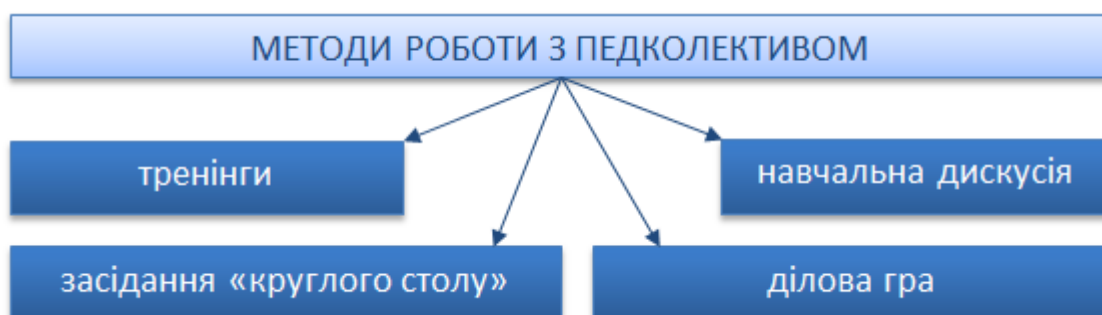 МЕТОДИ РОБОТИ З ПЕДКОЛЕКТИВОМ
тренінги
навчальна дискусія
засідання «круглого столу»
ділова гра